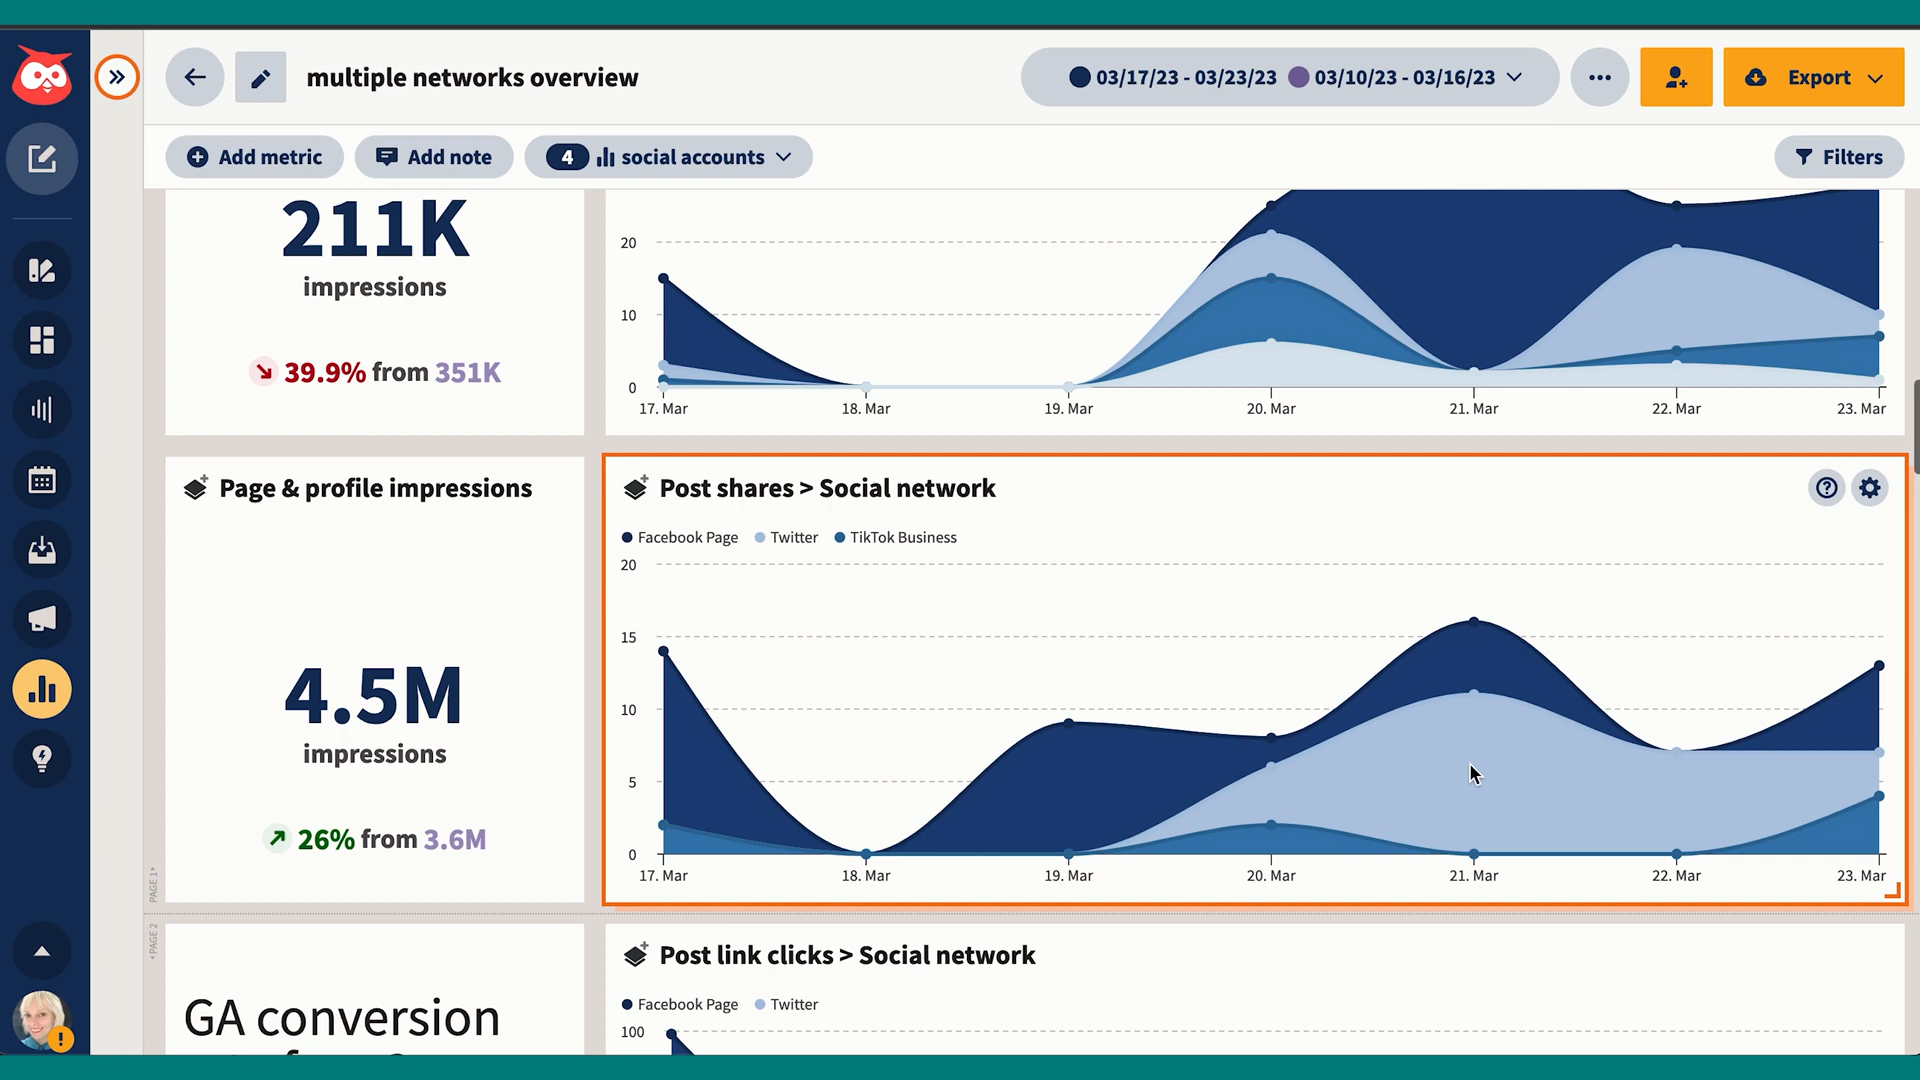 multiple networks overview
03/17/23 - 03/23/23 03/10/23 - 03/16/23
Export
Add metric
Add note
4 social accounts
Filters
211K
impressions
39.9% from 351K
20
10
0
17. Mar 18. Mar 19. Mar 20. Mar 21. Mar 22. Mar 23. Mar
Page & profile impressions
4.5M
impressions
26% from 3.6M
Post shares > Social network
Facebook Page Twitter TikTok Business
20
15
10
5
0
17. Mar 18. Mar 19. Mar 20. Mar 21. Mar 22. Mar 23. Mar
PAGE 1
PAGE 2
GA conversion
Post link clicks > Social network
Facebook Page Twitter
100